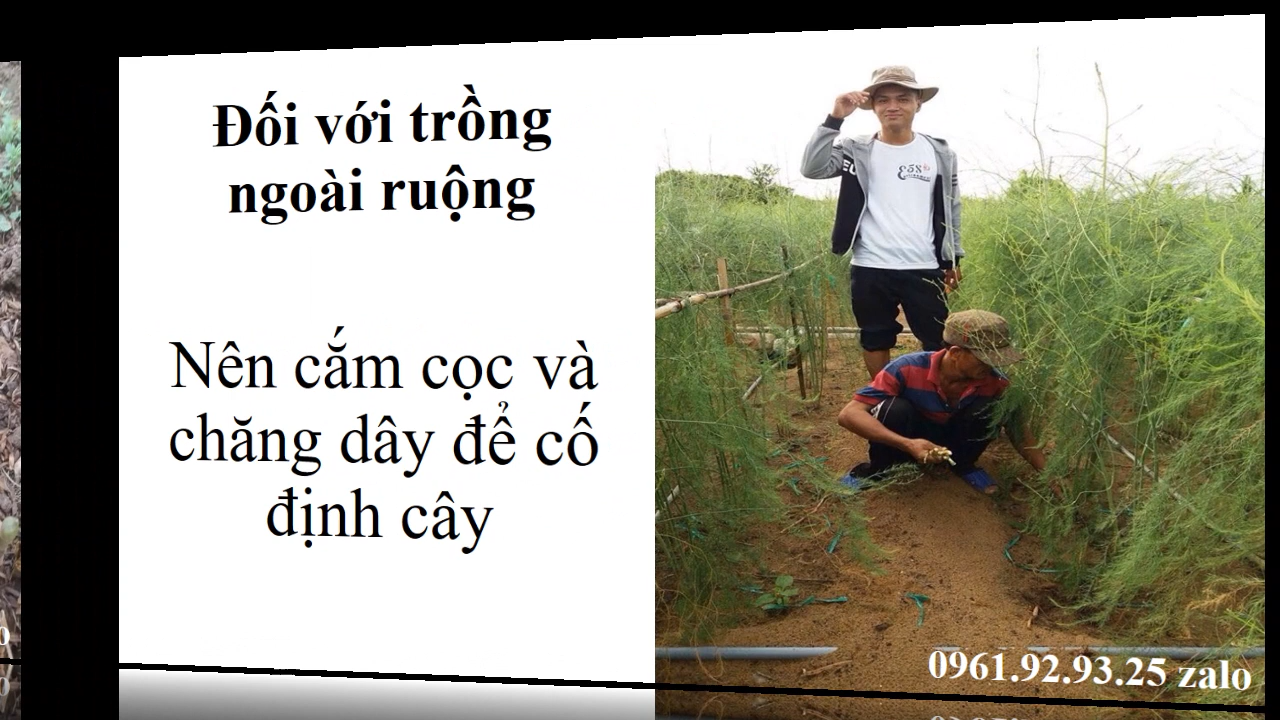 Đối với trồng
ngoài ruộng
Nên cắm cọc và
chăng dây để cố
định cây
0961.92.93.25 zalo